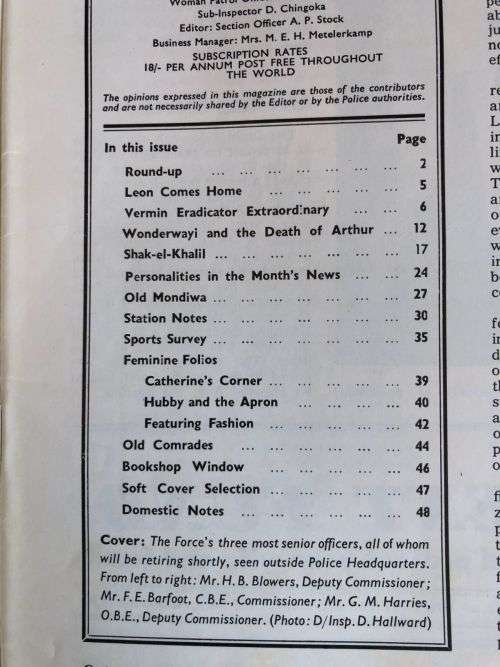 Woman Patrol
Sub-Inspector D. Chingoka
Editor: Section Officer A. P. Stock
Business Manager: Mrs. M. E. H. Metelerkamp
SUBSCRIPTION RATES
18/- PER ANNUM POST FREE THROUGHOUT
THE WORLD
The opinions expressed in this magazine are those of the contributors
and are not necessarily shared by the Editor or by the Police authorities.
In this issue Page
Round-up ... ... ... ... ... ... ... 2
Leon Comes Home ... ... ... ... 5
Vermin Eradicator Extraordinary ... ... 6
Wonderwayi and the Death of Arthur ... 12
Shak-el-Khalil ... ... ... ... ... ... 17
Personalities in the Month's News ... ... 24
Old Mondiwa ... ... ... ... ... ... 27
Station Notes ... ... ... ... ... ... 30
Sports Survey ... ... ... ... ... ... 35
Feminine Folios
Catherine's Corner ... ... ... ... 39
Hubby and the Apron ... ... ... ... 40
Featuring Fashion ... ... ... ... 42
Old Comrades ... ... ... ... ... 44
Bookshop Window ... ... ... ... 46
Soft Cover Selection ... ... ... ... ... 47
Domestic Notes ... ... ... ... ... 48
Cover: The Force's three most senior officers, all of whom
will be retiring shortly, seen outside Police Headquarters.
From left to right: Mr. H. B. Blowers, Deputy Commissioner;
Mr. F. E. Barfoot, C.B.E., Commissioner; Mr. G. M. Harries,
O.B.E., Deputy Commissioner. (Photo: D/Insp. D. Hallward)